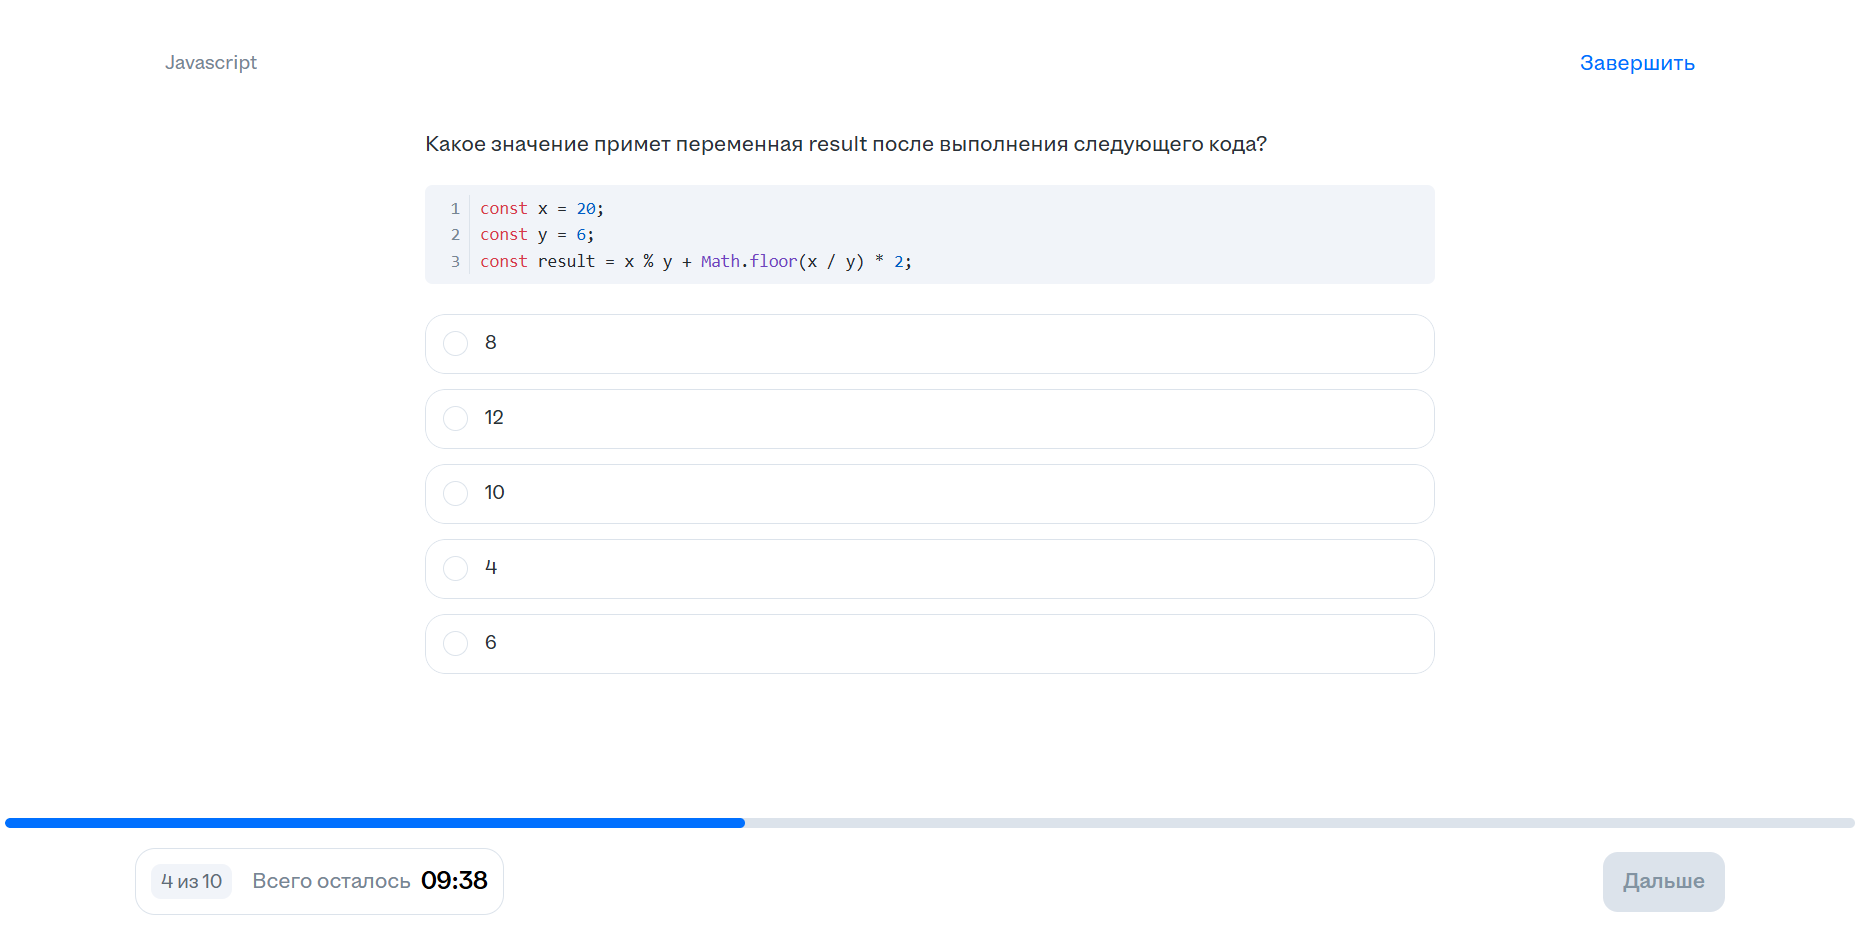 Javascript
Завершить
Какое значение примет переменная result после выполнения следующего кода?
1 const x = 20;
2 const y = 6;
3 const result = x % y + Math.floor(x / y) * 2;
8
12
10
4
6
4 из 10 Всего осталось 09:38
Дальше